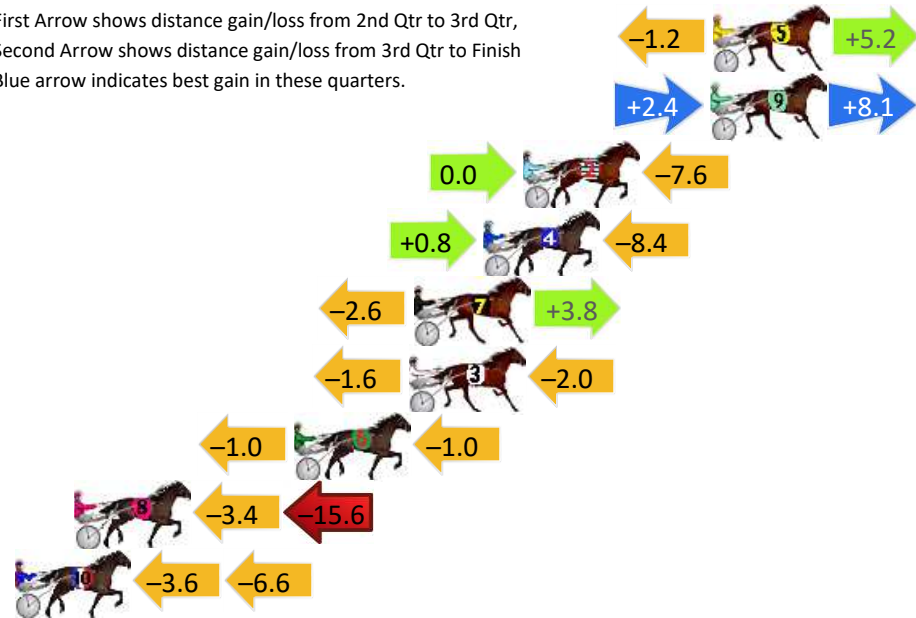 First Arrow shows distance gain/loss from 2nd Qtr to 3rd Qtr,
Second Arrow shows distance gain/loss from 3rd Qtr to Finish
Blue arrow indicates best gain in these quarters.
–1.2 5 +5.2
+2.4 9 +8.1
0.0 –7.6
+0.8 4 –8.4
–2.6 7 +3.8
–1.6 3 –2.0
–1.0 –1.0
8 –3.4 –15.6
10 –3.6 –6.6